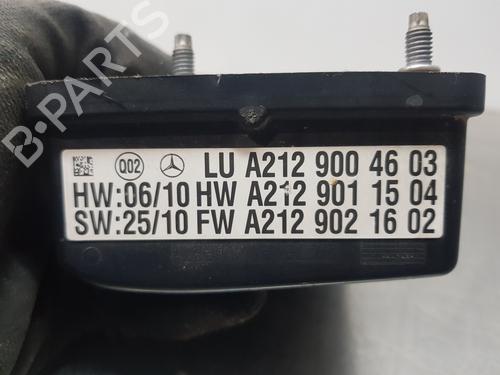 Q02 LU A212 900 46 03
HW:06/10 HW A212 901 15 04
SW:25/10 FW A212 902 16 02
B-PARTS